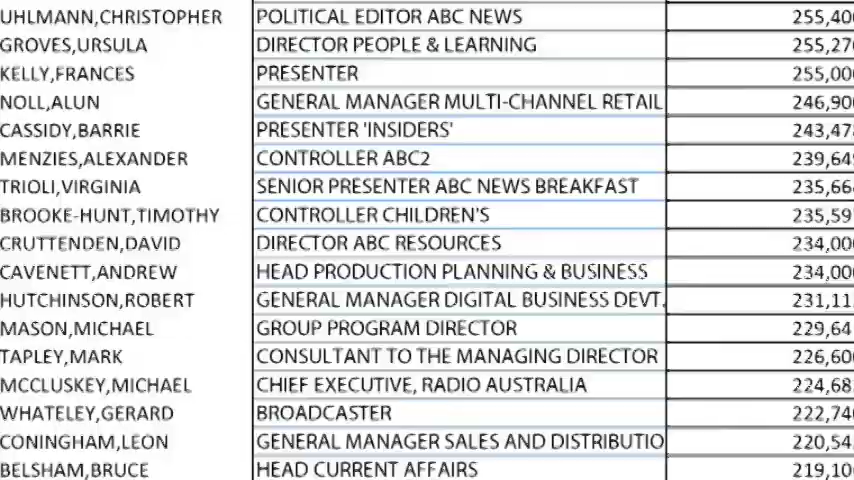 UHLMANN,CHRISTOPHER POLITICAL EDITOR ABC NEWS 255,40
GROVES,URSULA DIRECTOR PEOPLE & LEARNING 255,27
KELLY,FRANCES PRESENTER 255,00
NOLL,ALUN GENERAL MANAGER MULTI-CHANNEL RETAIL 246,90
CASSIDY,BARRIE PRESENTER 'INSIDERS' 243,47
MENZIES,ALEXANDER CONTROLLER ABC2 239,64
TRIOLI,VIRGINIA SENIOR PRESENTER ABC NEWS BREAKFAST 235,66
BROOKE-HUNT,TIMOTHY CONTROLLER CHILDREN'S 235,59
CRUTTENDEN,DAVID DIRECTOR ABC RESOURCES 234,00
CAVENETT,ANDREW HEAD PRODUCTION PLANNING & BUSINESS 234,00
HUTCHINSON,ROBERT GENERAL MANAGER DIGITAL BUSINESS DEVT. 231,11
MASON,MICHAEL GROUP PROGRAM DIRECTOR 229,64
TAPLEY,MARK CONSULTANT TO THE MANAGING DIRECTOR 226,60
MCCLUSKEY,MICHAEL CHIEF EXECUTIVE, RADIO AUSTRALIA 224,68
WHATELEY,GERARD BROADCASTER 222,74
CONINGHAM,LEON GENERAL MANAGER SALES AND DISTRIBUTIO 220,54
BELSHAM,BRUCE HEAD CURRENT AFFAIRS 219,10